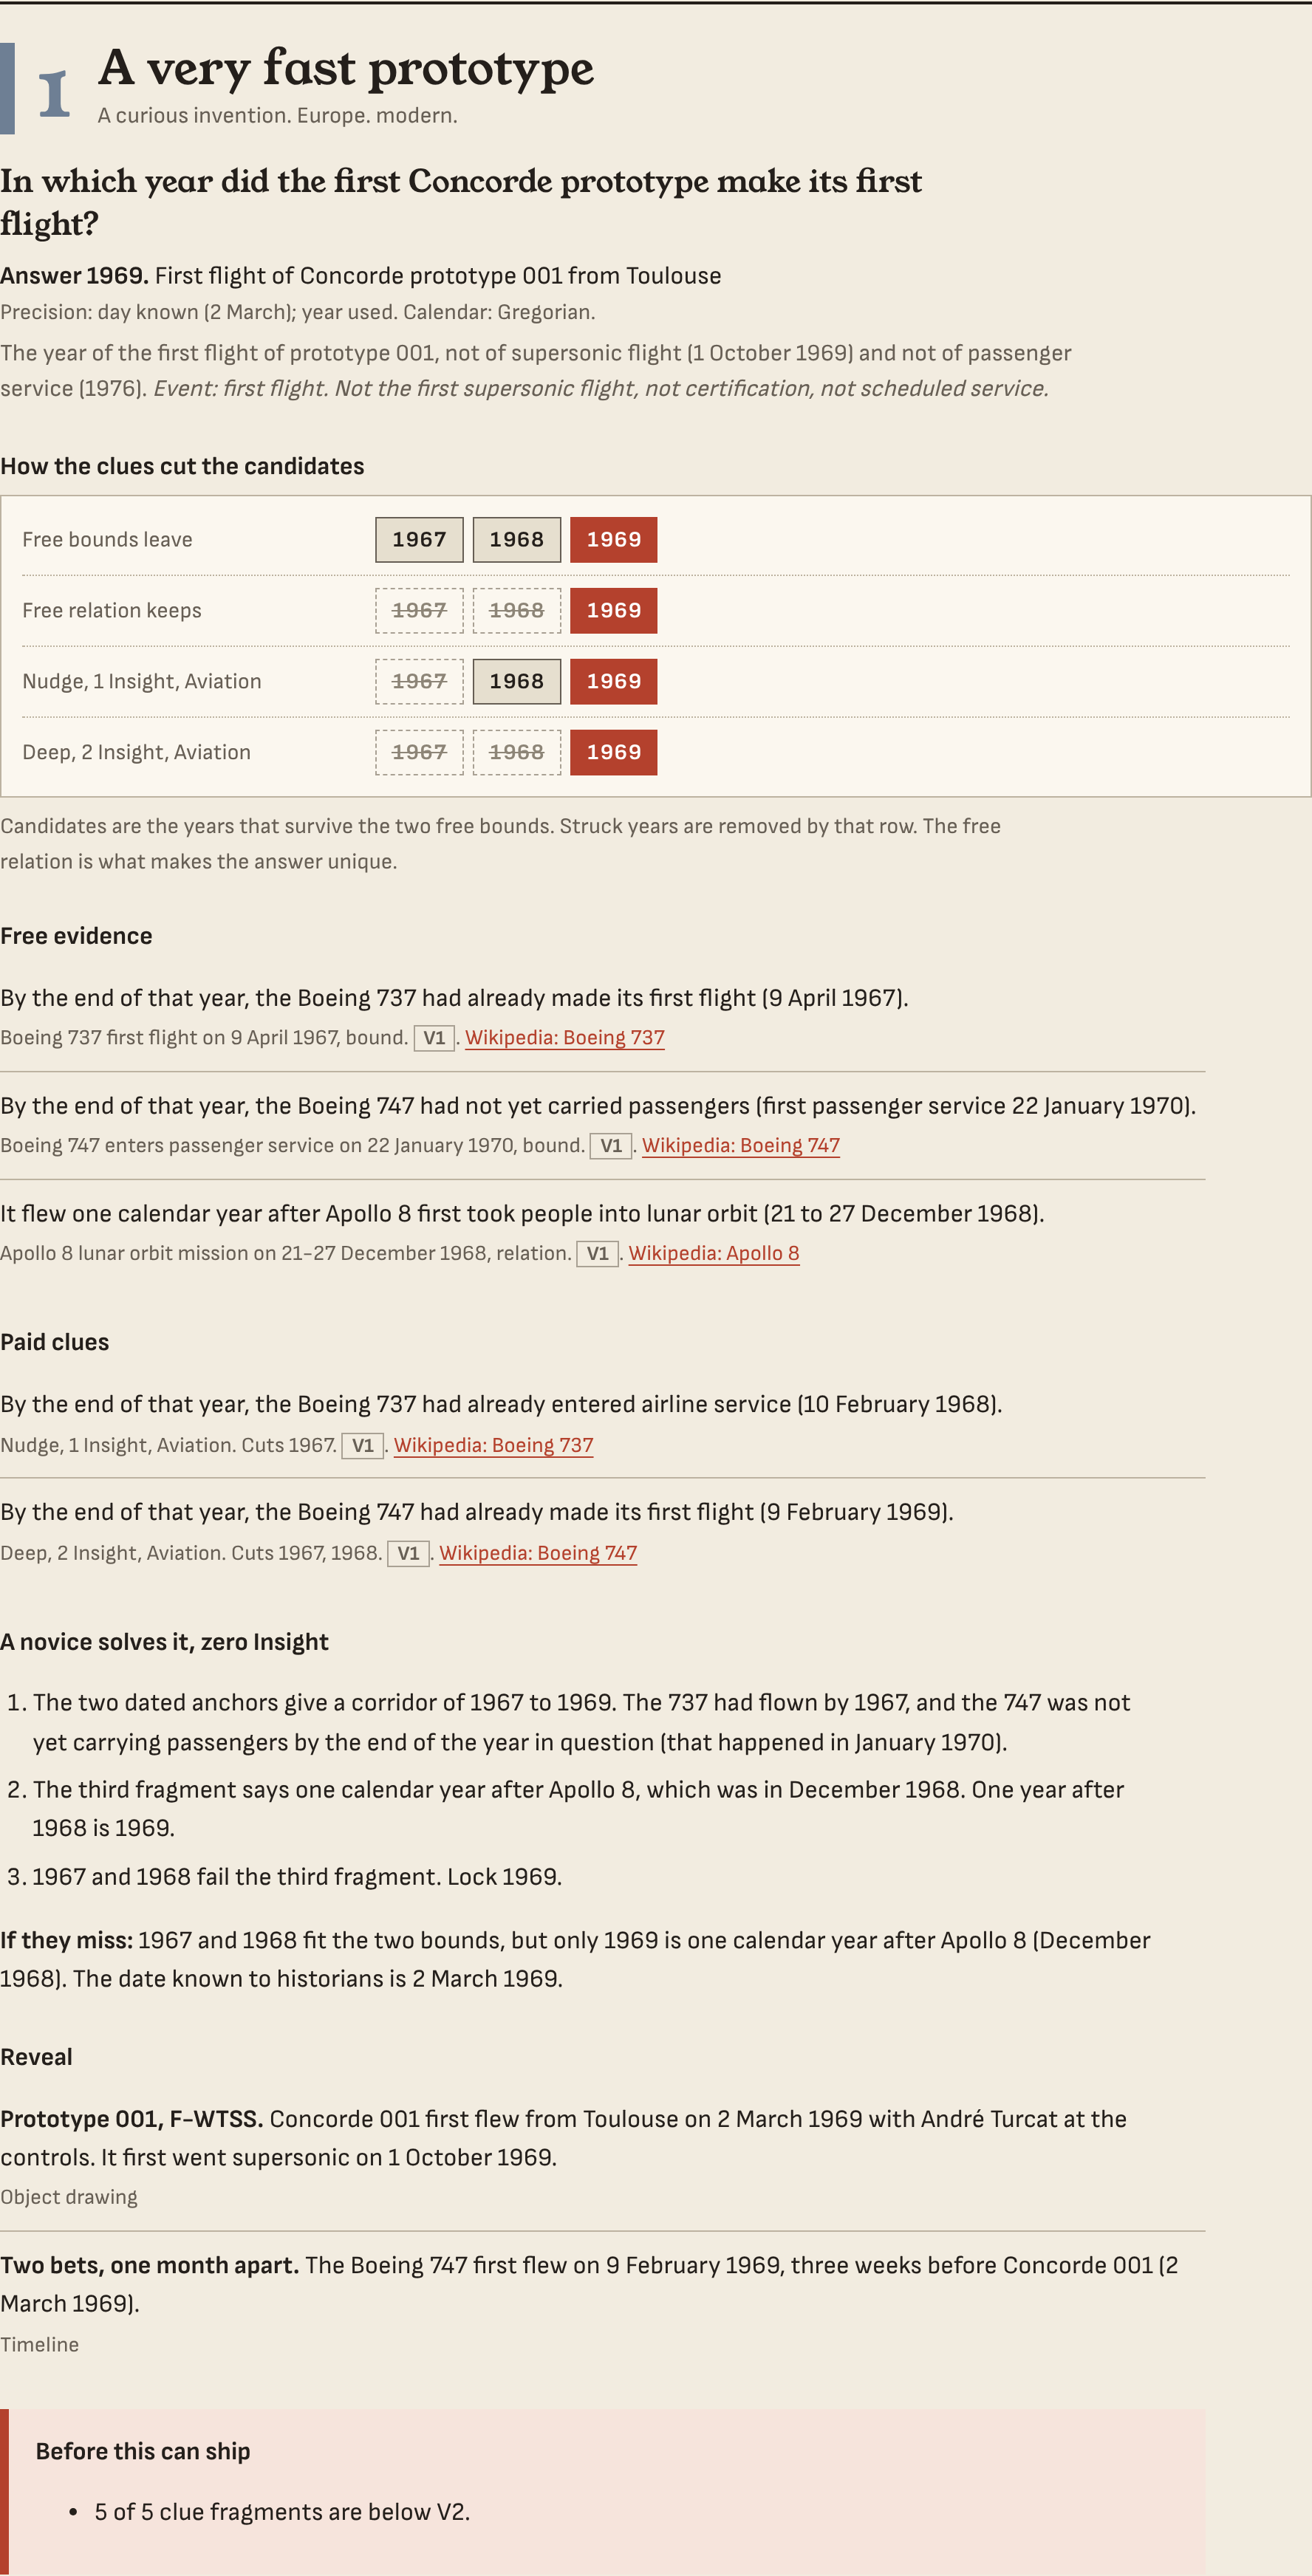 1
A very fast prototype
A curious invention. Europe. modern.
In which year did the first Concorde prototype make its first
flight?
Answer 1969. First flight of Concorde prototype 001 from Toulouse
Precision: day known (2 March); year used. Calendar: Gregorian.
The year of the first flight of prototype 001, not of supersonic flight (1 October 1969) and not of passenger
service (1976). Event: first flight. Not the first supersonic flight, not certification, not scheduled service.
How the clues cut the candidates
Free bounds leave 1967 1968 1969
Free relation keeps 1967 1968 1969
Nudge, 1 Insight, Aviation 1967 1968 1969
Deep, 2 Insight, Aviation 1967 1968 1969
Candidates are the years that survive the two free bounds. Struck years are removed by that row. The free
relation is what makes the answer unique.
Free evidence
By the end of that year, the Boeing 737 had already made its first flight (9 April 1967).
Boeing 737 first flight on 9 April 1967, bound. V1. Wikipedia: Boeing 737
By the end of that year, the Boeing 747 had not yet carried passengers (first passenger service 22 January 1970).
Boeing 747 enters passenger service on 22 January 1970, bound. V1. Wikipedia: Boeing 747
It flew one calendar year after Apollo 8 first took people into lunar orbit (21 to 27 December 1968).
Apollo 8 lunar orbit mission on 21–27 December 1968, relation. V1. Wikipedia: Apollo 8
Paid clues
By the end of that year, the Boeing 737 had already entered airline service (10 February 1968).
Nudge, 1 Insight, Aviation. Cuts 1967. V1. Wikipedia: Boeing 737
By the end of that year, the Boeing 747 had already made its first flight (9 February 1969).
Deep, 2 Insight, Aviation. Cuts 1967, 1968. V1. Wikipedia: Boeing 747
A novice solves it, zero Insight
1. The two dated anchors give a corridor of 1967 to 1969. The 737 had flown by 1967, and the 747 was not
yet carrying passengers by the end of the year in question (that happened in January 1970).
2. The third fragment says one calendar year after Apollo 8, which was in December 1968. One year after
1968 is 1969.
3. 1967 and 1968 fail the third fragment. Lock 1969.
If they miss: 1967 and 1968 fit the two bounds, but only 1969 is one calendar year after Apollo 8 (December
1968). The date known to historians is 2 March 1969.
Reveal
Prototype 001, F-WTSS. Concorde 001 first flew from Toulouse on 2 March 1969 with André Turcat at the
controls. It first went supersonic on 1 October 1969.
Object drawing
Two bets, one month apart. The Boeing 747 first flew on 9 February 1969, three weeks before Concorde 001 (2
March 1969).
Timeline
Before this can ship
• 5 of 5 clue fragments are below V2.